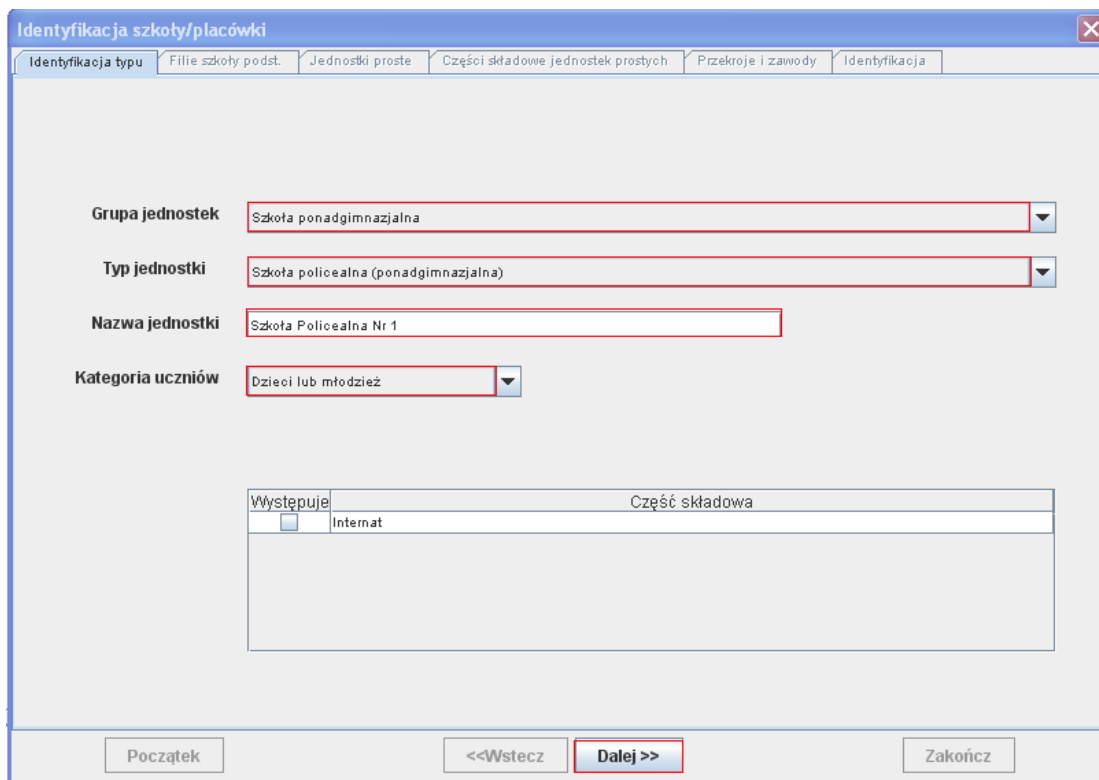 Identyfikacja szkoły/placówki
Identyfikacja typu Filie szkoły podst. Jednostki proste Części składowe jednostek prostych Przekroje i zawody Identyfikacja
Grupa jednostek Szkoła ponadgimnazjalna
Typ jednostki Szkoła policealna (ponadgimnazjalna)
Nazwa jednostki Szkoła Policealna Nr 1
Kategoria uczniów Dzieci lub młodzież
Występuje Część składowa
Internat
Początek <<Wstecz Dalej >> Zakończ